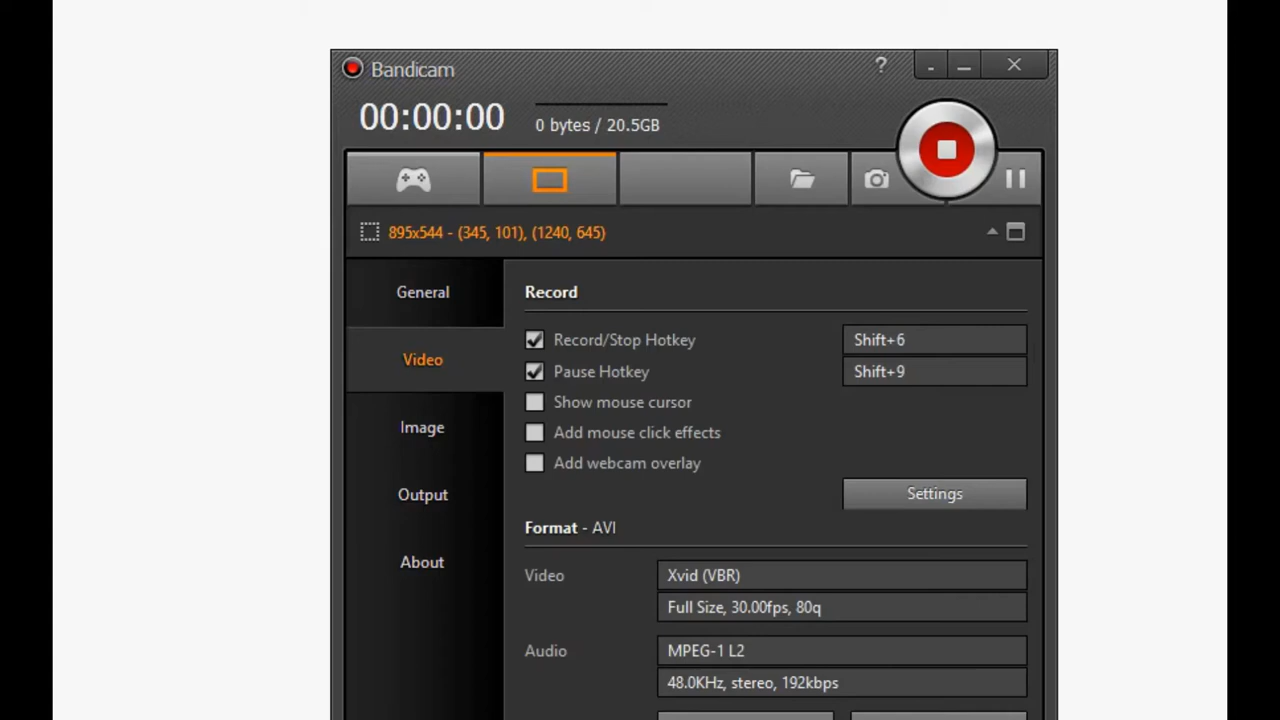 Bandicam ?
00:00:00
0 bytes / 20.5GB
895x544 - (345, 101), (1240, 645)
General
Video
Image
Output
About
Record
Record/Stop Hotkey Shift+6
Pause Hotkey Shift+9
Show mouse cursor
Add mouse click effects
Add webcam overlay
Settings
Format - AVI
Video Xvid (VBR)
Full Size, 30.00fps, 80q
Audio MPEG-1 L2
48.0KHz, stereo, 192kbps